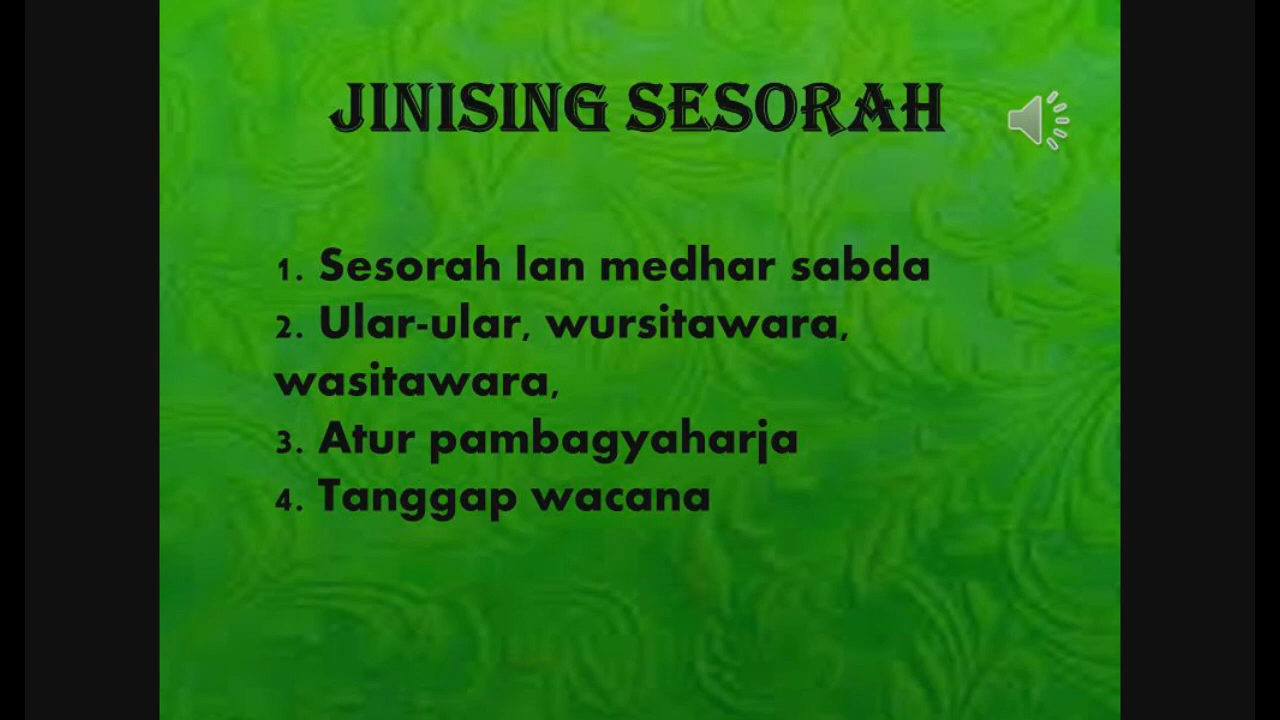 JINISING SESORAH
1. Sesorah lan medhar sabda
2. Ular-ular, wursitawara,
wasitawara,
3. Atur pambagyaharja
4. Tanggap wacana